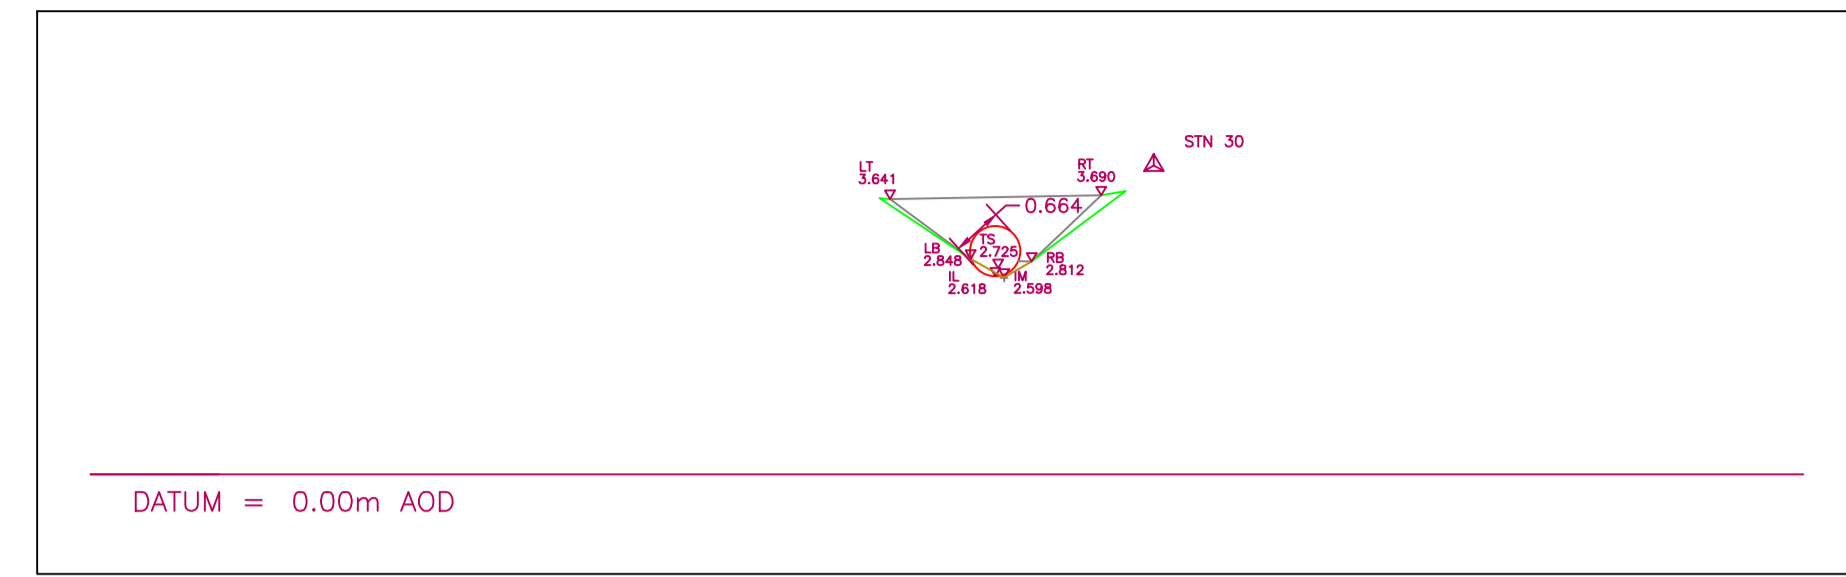 STN 30
LT
3.641
RT
3.690
0.664
TS
2.725
LB
2.848
RB
2.812
IL
2.618
IM
2.598
DATUM = 0.00m AOD